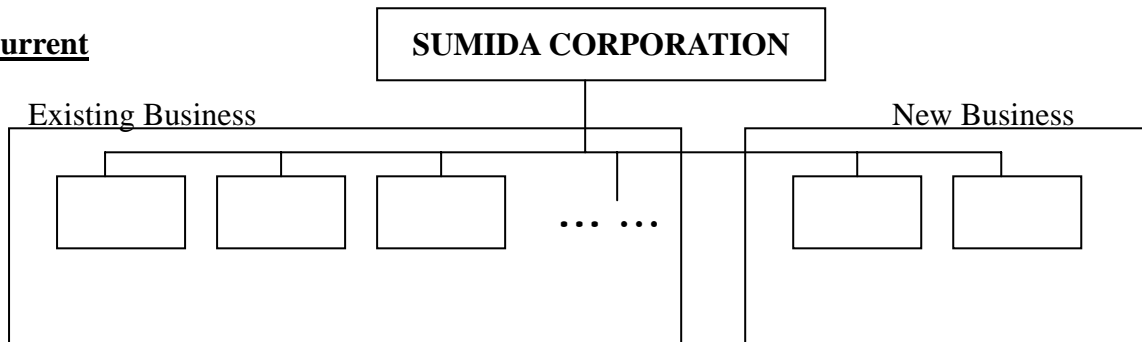 urrent
SUMIDA CORPORATION
Existing Business
New Business
... ...